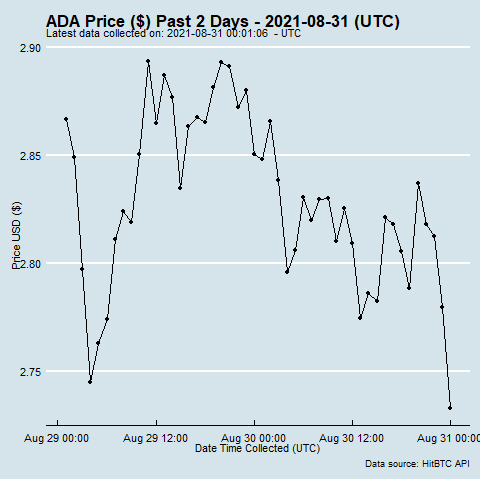 ADA Price ($) Past 2 Days - 2021-08-31 (UTC)
Latest data collected on: 2021-08-31 00:01:06 - UTC
2.90
2.85
2.80
2.75
Price USD ($)
Aug 29 00:00 Aug 29 12:00 Aug 30 00:00 Aug 30 12:00 Aug 31 00:00
Date Time Collected (UTC)
Data source: HitBTC API